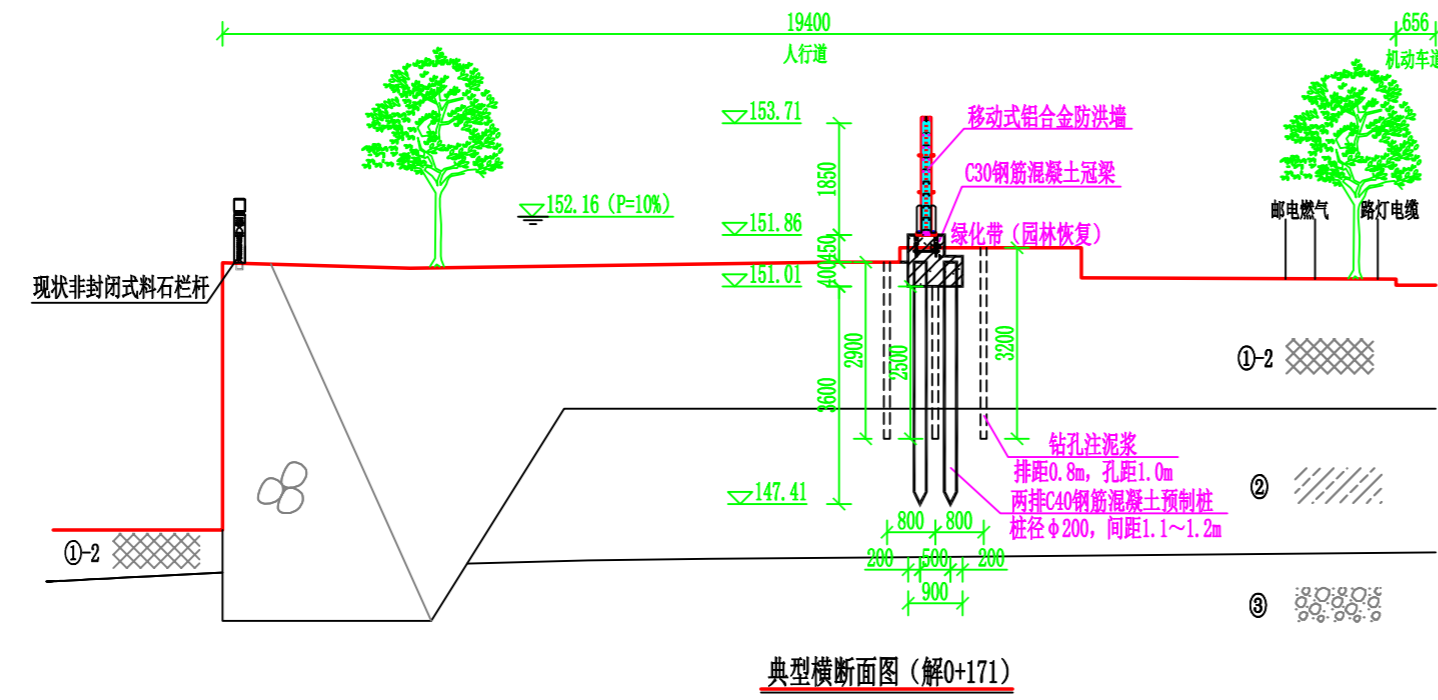 19400
656
人行道
机动车道
153.71
移动式铝合金防洪墙
1850
C30钢筋混凝土冠梁
152.16 (P=10%)
151.86
邮电燃气
路灯电缆
绿化带（园林恢复）
450
400
151.01
现状非封闭式料石栏杆
2900
2500
3200
3600
①-2
钻孔注泥浆
排距0.8m, 孔距1.0m
147.41
两排C40钢筋混凝土预制桩
桩径φ200, 间距1.1～1.2m
②
800
800
①-2
200
500
200
900
③
典型横断面图（解0+171）